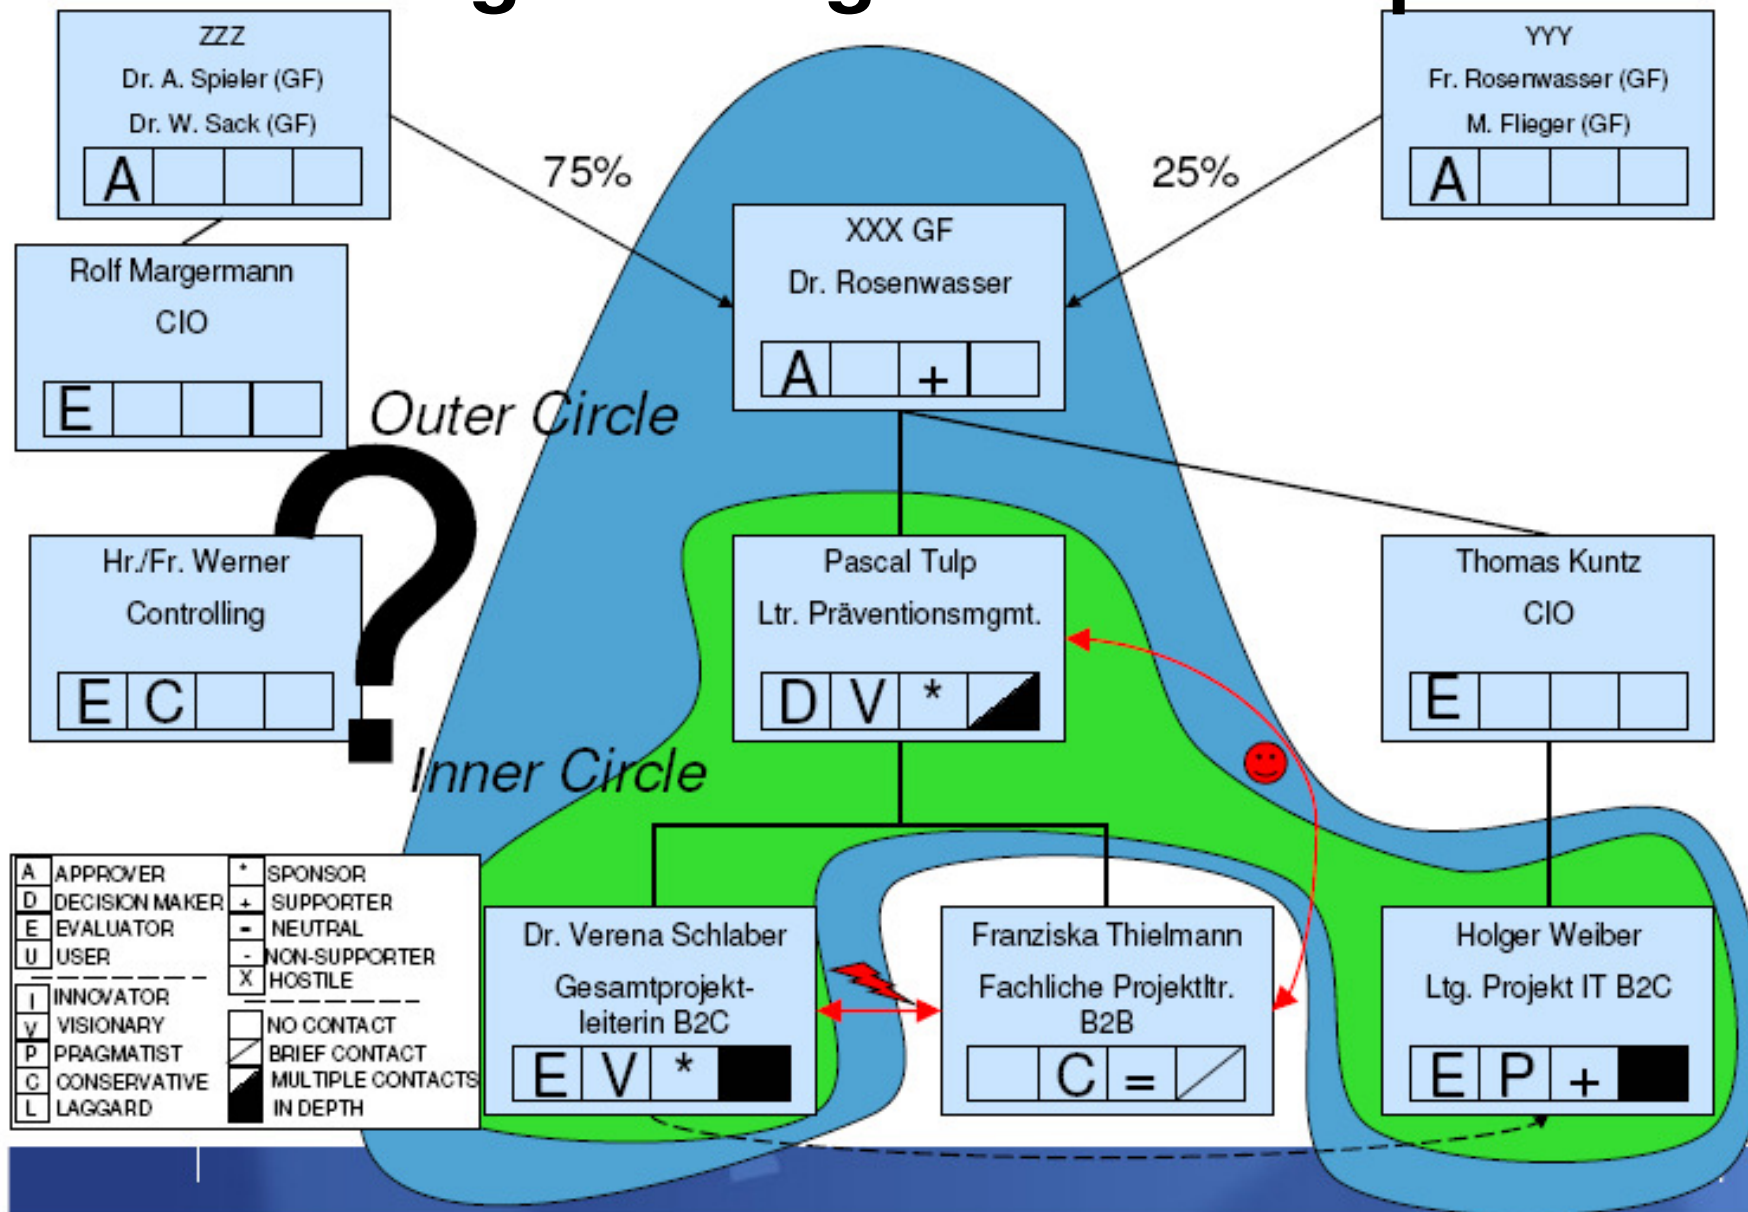 ZZZ
Dr. A. Spieler (GF)
Dr. W. Sack (GF)
A
YYY
Fr. Rosenwasser (GF)
M. Flieger (GF)
A
75%
25%
XXX GF
Dr. Rosenwasser
A +
Rolf Margermann
CIO
E
Outer Circle
?
Hr./Fr. Werner
Controlling
E C
Pascal Tulp
Ltr. Präventionsmgmt.
D V *
Thomas Kuntz
CIO
E
Inner Circle
A APPROVER
D DECISION MAKER
E EVALUATOR
U USER
I INNOVATOR
V VISIONARY
P PRAGMATIST
C CONSERVATIVE
L LAGGARD
* SPONSOR
+ SUPPORTER
= NEUTRAL
- NON-SUPPORTER
X HOSTILE
NO CONTACT
BRIEF CONTACT
MULTIPLE CONTACTS
IN DEPTH
Dr. Verena Schlaber
Gesamtprojekt-
leiterin B2C
E V *
Franziska Thielmann
Fachliche Projektltr.
B2B
C =
Holger Weiber
Ltg. Projekt IT B2C
E P +